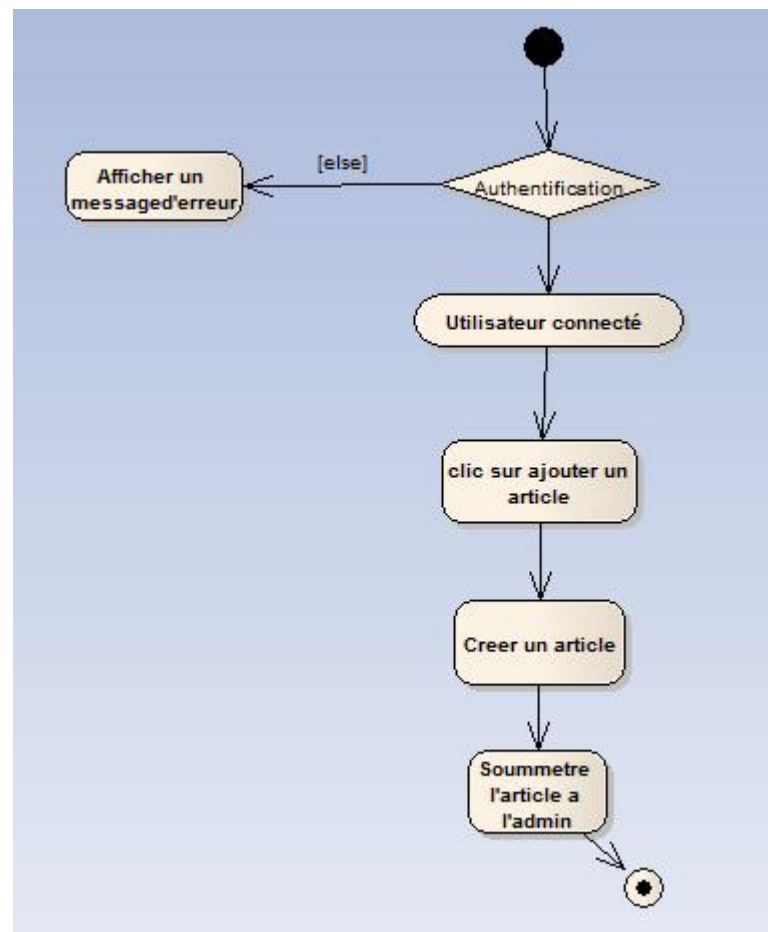 [else]
Afficher un
messaged'erreur
Authentification
Utilisateur connecté
clic sur ajouter un
article
Creer un article
Soummetre
l'article a
l'admin